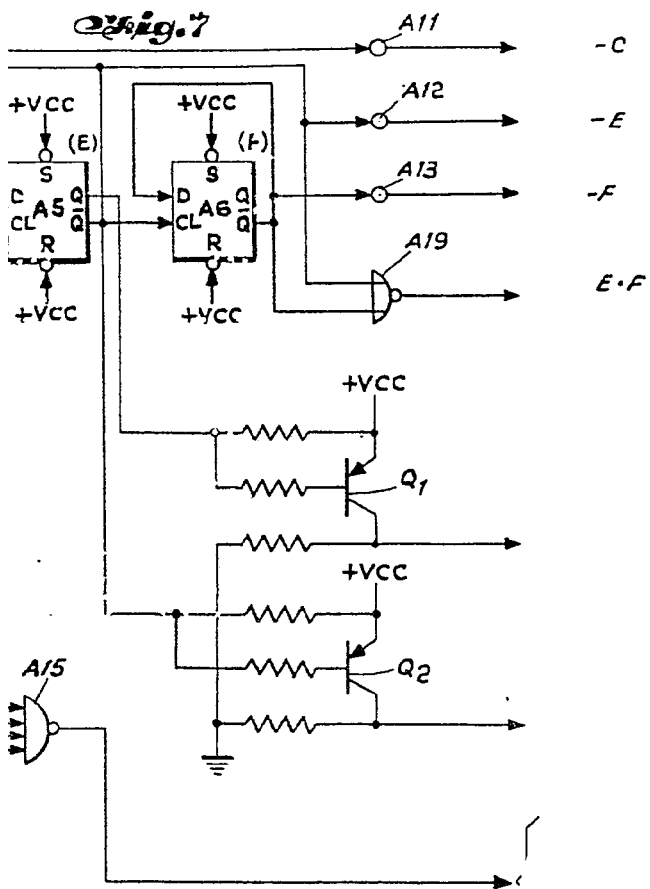 Fig. 7
A11
-C
A12
-E
+VCC
+VCC
(E)
(F)
A13
-F
S
S
D
Q
A5
CL
Q̅
R
D
Q
A6
CL
Q̅
R
A19
E·F
+VCC
+VCC
+VCC
Q1
+VCC
Q2
A15